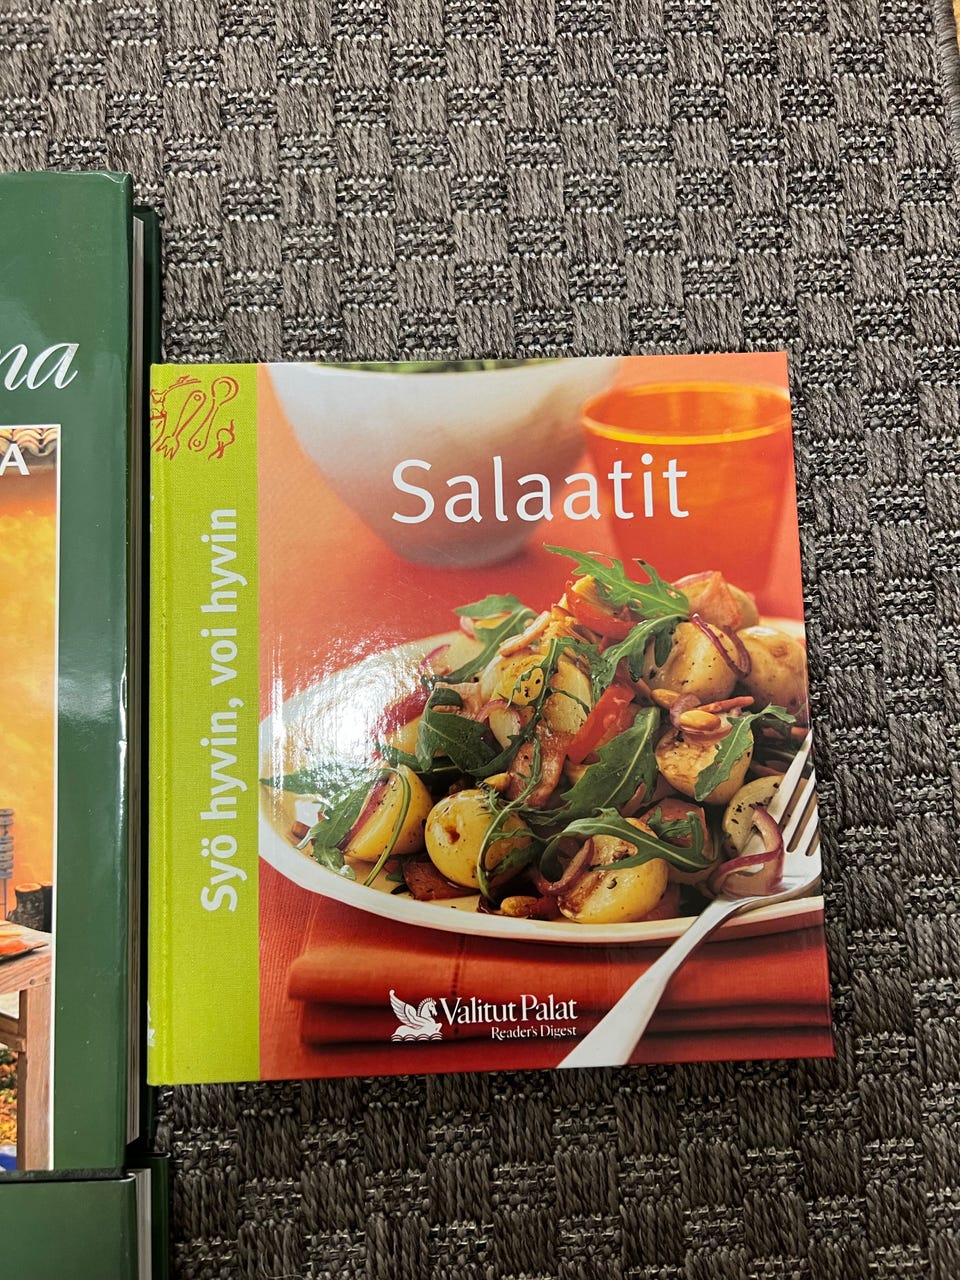 Salaatit
Syö hyvin, voi hyvin
Valitut Palat
Reader's Digest